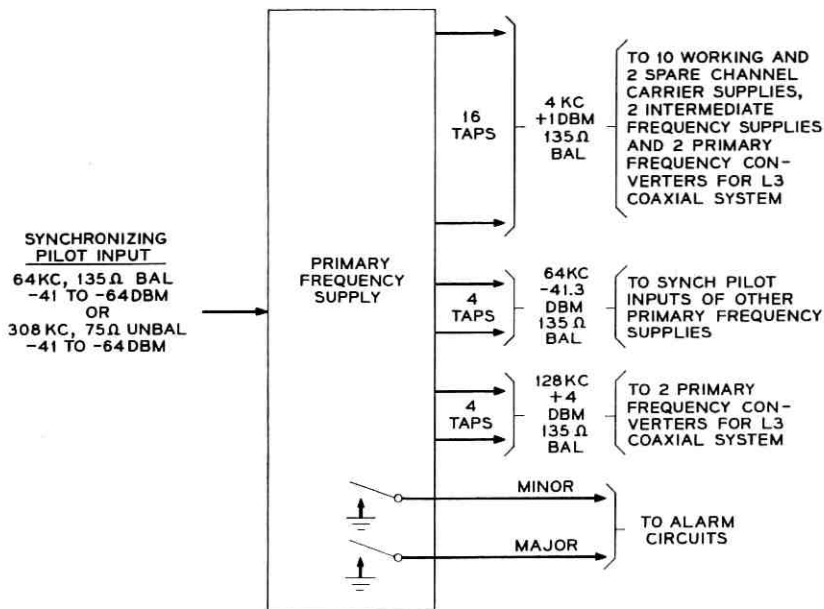 SYNCHRONIZING
PILOT INPUT
64KC, 135Ω BAL
-41 TO -64DBM
OR
308 KC, 75Ω UNBAL
-41 TO -64DBM
PRIMARY
FREQUENCY
SUPPLY
16
TAPS
4 KC
+1DBM
135Ω
BAL
TO 10 WORKING AND
2 SPARE CHANNEL
CARRIER SUPPLIES,
2 INTERMEDIATE
FREQUENCY SUPPLIES
AND 2 PRIMARY
FREQUENCY CON-
VERTERS FOR L3
COAXIAL SYSTEM
4
TAPS
64KC
-41.3
DBM
135Ω
BAL
TO SYNCH PILOT
INPUTS OF OTHER
PRIMARY FREQUENCY
SUPPLIES
4
TAPS
128KC
+4
DBM
135Ω
BAL
TO 2 PRIMARY
FREQUENCY CON-
VERTERS FOR L3
COAXIAL SYSTEM
MINOR
MAJOR
TO ALARM
CIRCUITS